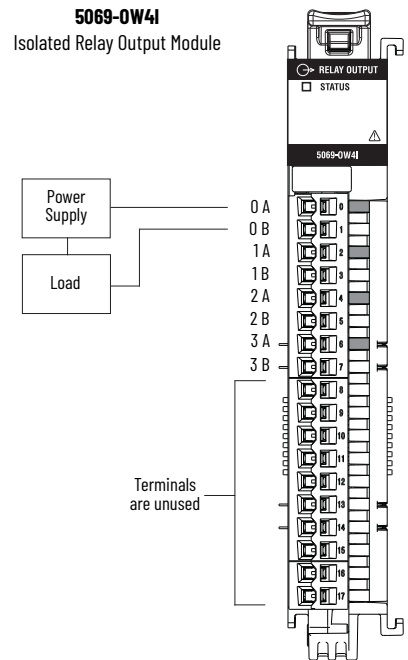 5069-OW4I
Isolated Relay Output Module
RELAY OUTPUT
STATUS
5069-OW4I
Power
Supply
Load
0 A
0 B
1 A
1 B
2 A
2 B
3 A
3 B
0
1
2
3
4
5
6
7
8
9
10
11
12
13
14
15
16
17
Terminals
are unused